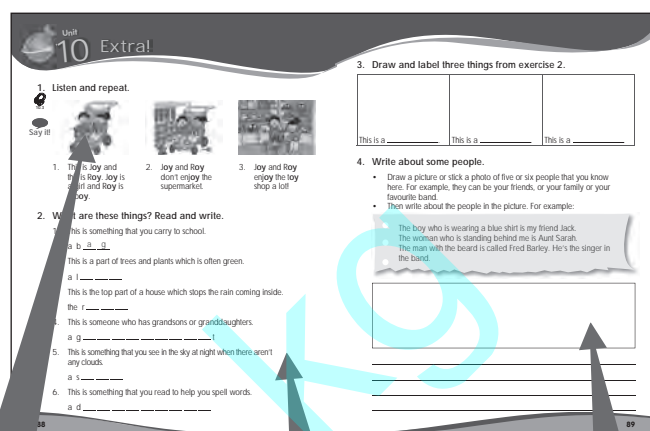 Unit
10 Extra!
1. Listen and repeat.
Say it!
1. This is Joy and
this is Roy. Joy is
a girl and Roy is
a boy.
2. Joy and Roy
don't enjoy the
supermarket.
3. Joy and Roy
enjoy the toy
shop a lot!
2. What are these things? Read and write.
1. This is something that you carry to school.
a b a g
This is a part of trees and plants which is often green.
a l
This is the top part of a house which stops the rain coming inside.
the r
4. This is someone who has grandsons or granddaughters.
a g t
5. This is something that you see in the sky at night when there aren't
any clouds.
a s
6. This is something that you read to help you spell words.
a d
88
3. Draw and label three things from exercise 2.
This is a
This is a
This is a
4. Write about some people.
• Draw a picture or stick a photo of five or six people that you know
here. For example, they can be your friends, or your family or your
favourite band.
• Then write about the people in the picture. For example:
The boy who is wearing a blue shirt is my friend Jack.
The woman who is standing behind me is Aunt Sarah.
The man with the beard is called Fred Barley. He's the singer in
the band.
89
kg